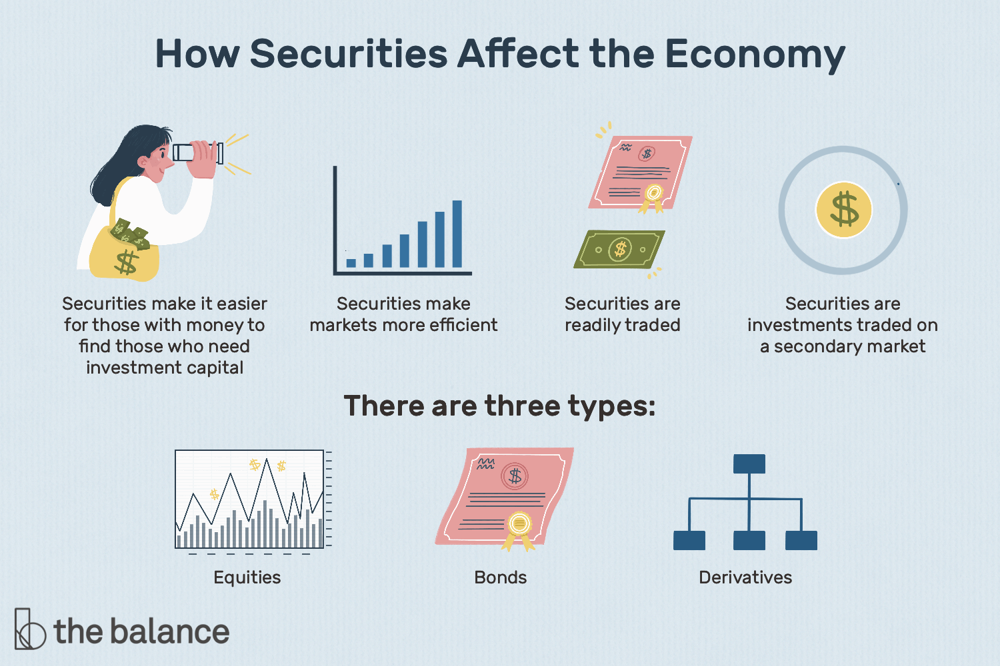 How Securities Affect the Economy
Securities make it easier
for those with money to
find those who need
investment capital
Securities make
markets more efficient
Securities are
readily traded
Securities are
investments traded on
a secondary market
There are three types:
Equities
Bonds
Derivatives
the balance